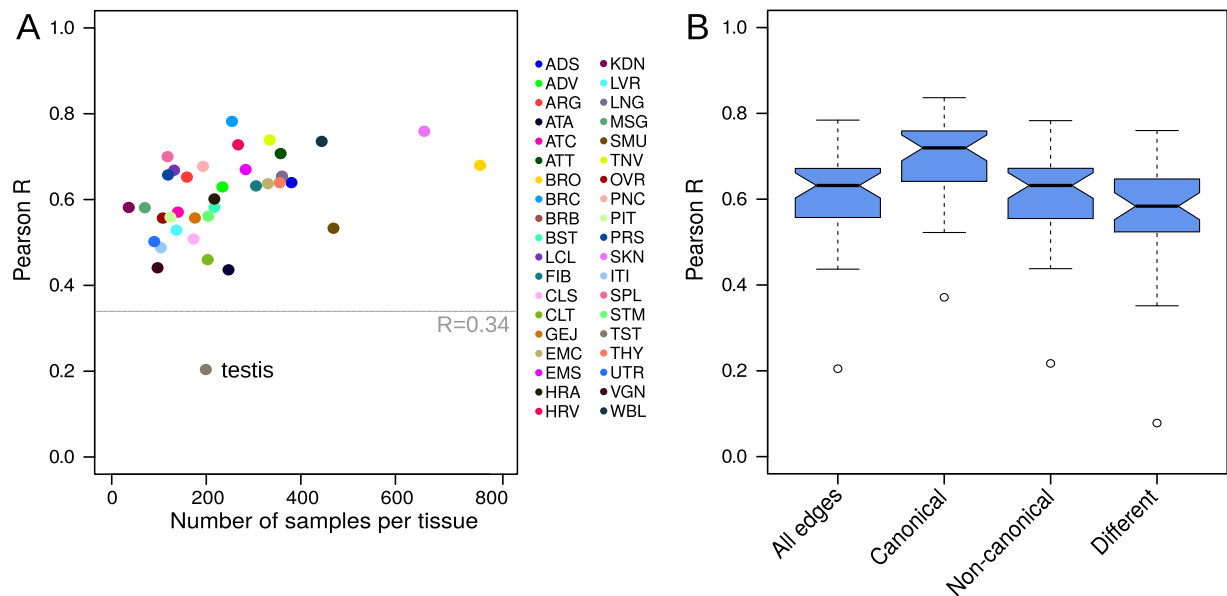 A
1.0
0.8
0.6
0.4
0.2
0.0
Pearson R
R=0.34
testis
0 200 400 600 800
Number of samples per tissue
ADS KDN
ADV LVR
ARG LNG
ATA MSG
ATC SMU
ATT TNV
BRO OVR
BRC PNC
BRB PIT
BST PRS
LCL SKN
FIB ITI
CLS SPL
CLT STM
GEJ TST
EMC THY
EMS UTR
HRA VGN
HRV WBL
B
1.0
0.8
0.6
0.4
0.2
0.0
Pearson R
All edges
Canonical
Non-canonical
Different